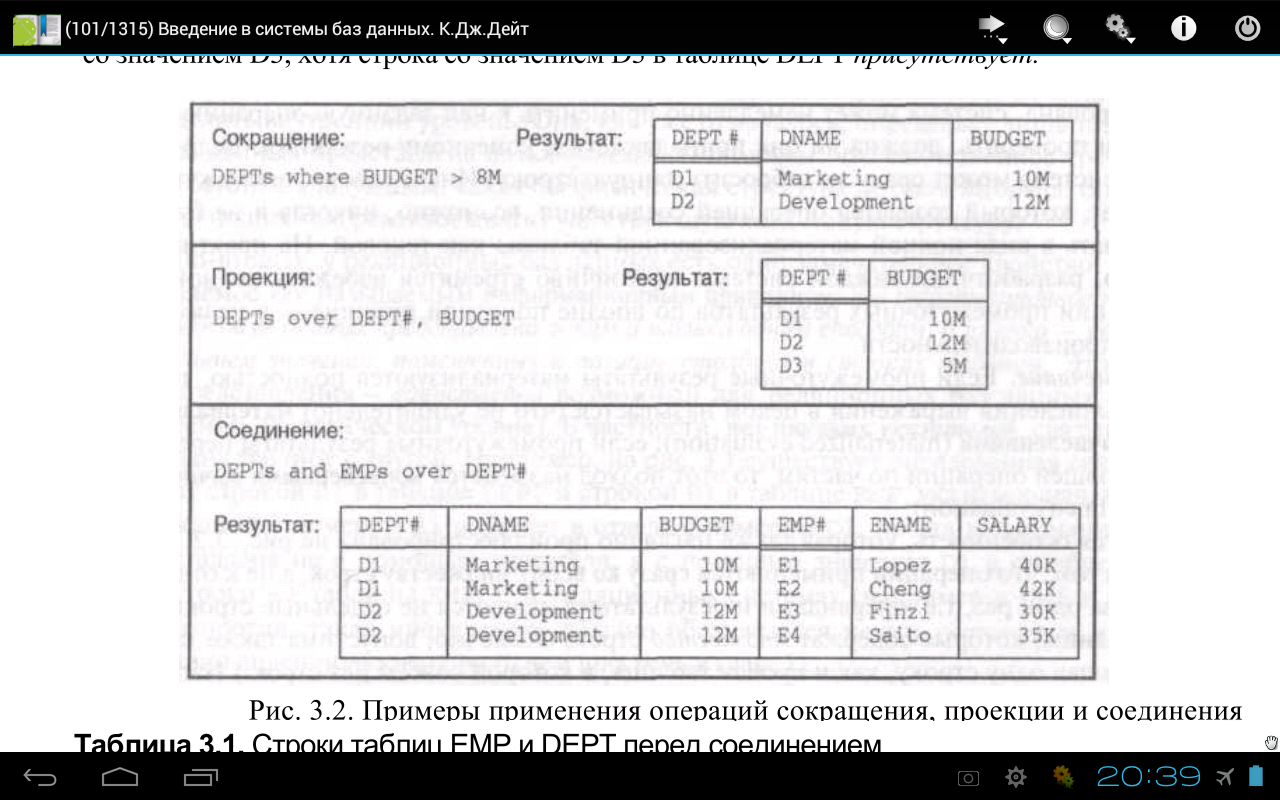 (101/1315) Введение в системы баз данных. К.Дж.Дейт
со значением D3, хотя строка со значением D3 в таблице DEPT присутствует.
Сокращение: Результат: DEPT # DNAME BUDGET
DEPTs where BUDGET > 8M D1 Marketing 10M
D2 Development 12M
Проекция: Результат: DEPT # BUDGET
DEPTs over DEPT#, BUDGET D1 10M
D2 12M
D3 5M
Соединение:
DEPTs and EMPs over DEPT#
Результат: DEPT# DNAME BUDGET EMP# ENAME SALARY
D1 Marketing 10M E1 Lopez 40K
D1 Marketing 10M E2 Cheng 42K
D2 Development 12M E3 Finzi 30K
D2 Development 12M E4 Saito 35K
Рис. 3.2. Примеры применения операций сокращения, проекции и соединения
Таблица 3.1. Строки таблиц EMP и DEPT перед соединением
20:39